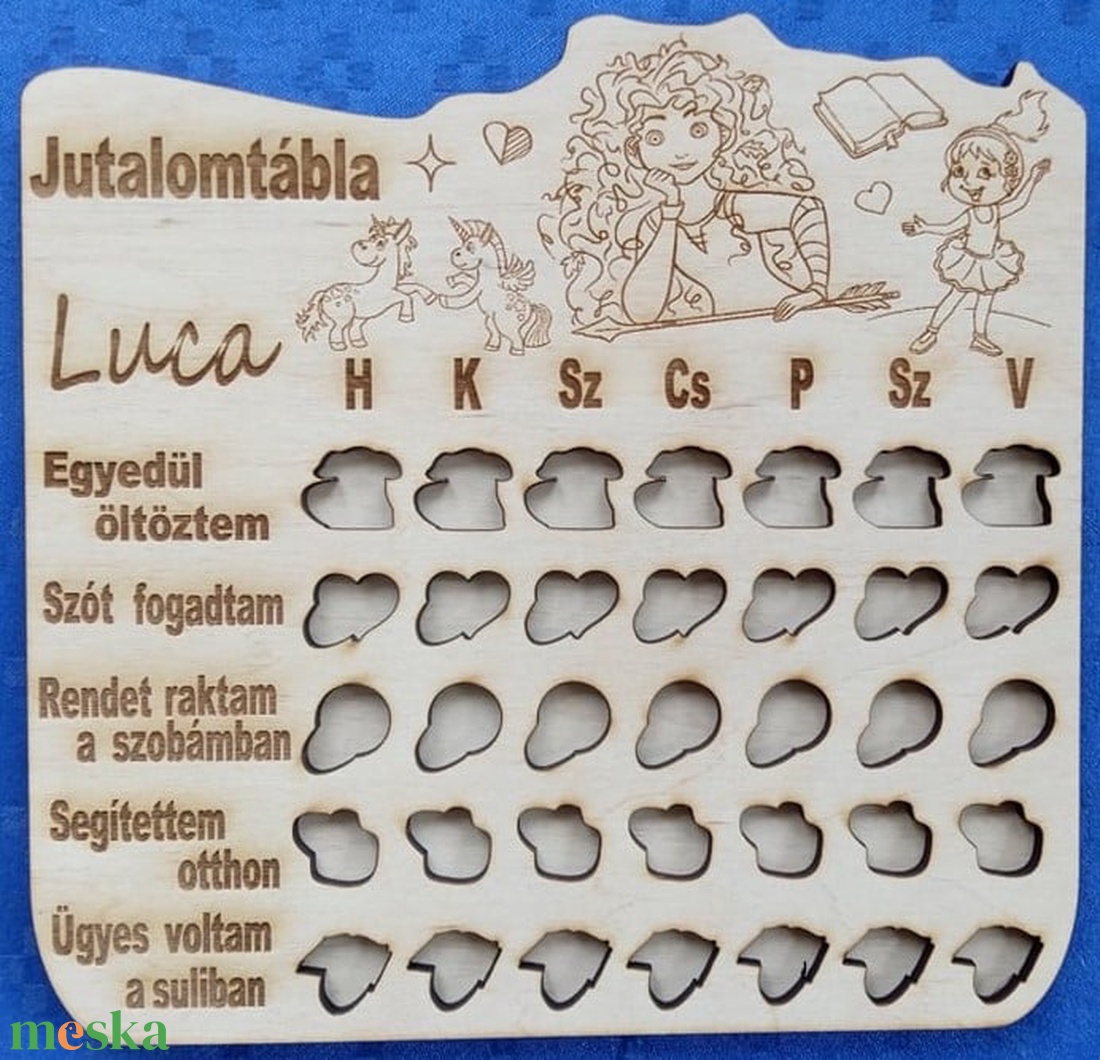 Jutalomtábla
Luca
H K Sz Cs P Sz V
Egyedül
öltöztem
Szót fogadtam
Rendet raktam
a szobámban
Segítettem
otthon
Ügyes voltam
a suliban
meska